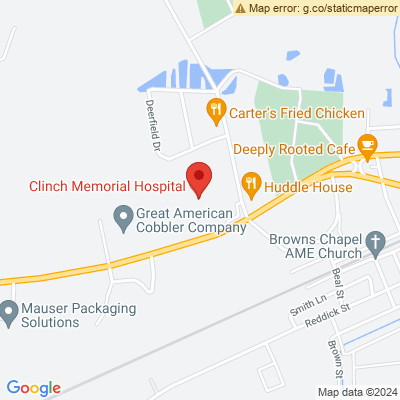 Map error: g.co/staticmaperror
Deerfield Dr
Carter's Fried Chicken
Deeply Rooted Cafe
Clinch Memorial Hospital
Huddle House
Great American
Cobbler Company
Browns Chapel
AME Church
Beal St
Mauser Packaging
Solutions
Smith Ln
Reddick St
Brown St
Google
Map data ©2024